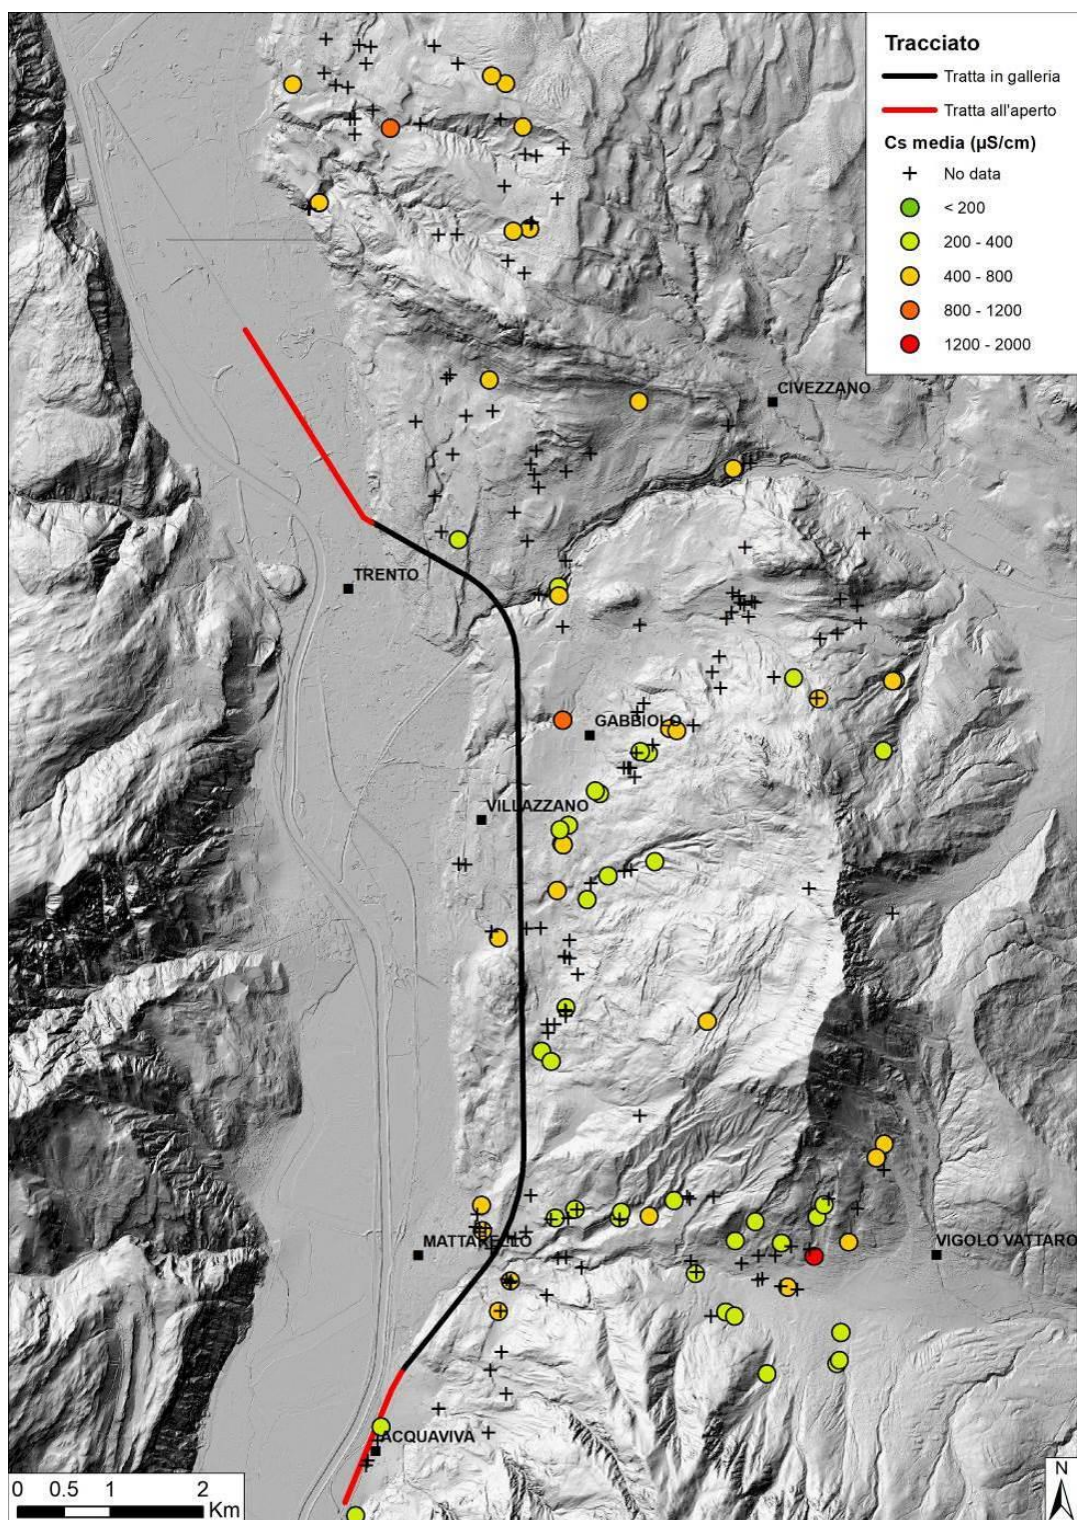 Tracciato
Tratta in galleria
Tratta all'aperto
Cs media (µS/cm)
No data
< 200
200 - 400
400 - 800
800 - 1200
1200 - 2000
CIVEZZANO
TRENTO
GABBIOLO
VILLAZZANO
MATTARELLO
VIGOLO VATTARO
ACQUAVIVA
0 0.5 1 2
Km
N